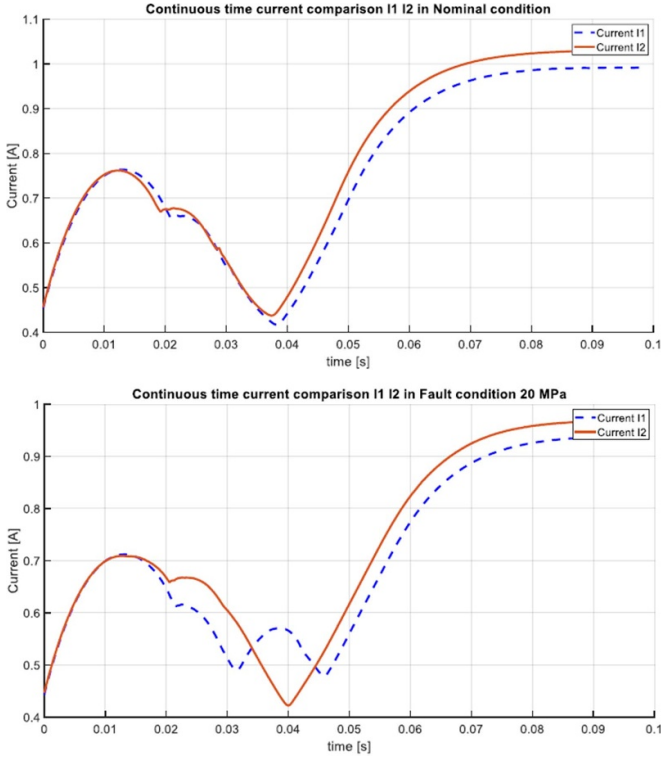 Continuous time current comparison I1 I2 in Nominal condition
1.1
Current I1
Current I2
1
0.9
0.8
Current [A]
0.7
0.6
0.5
0.4
0 0.01 0.02 0.03 0.04 0.05 0.06 0.07 0.08 0.09 0.1
time [s]
Continuous time current comparison I1 I2 in Fault condition 20 MPa
1
Current I1
Current I2
0.9
0.8
Current [A]
0.7
0.6
0.5
0.4
0 0.01 0.02 0.03 0.04 0.05 0.06 0.07 0.08 0.09 0.1
time [s]